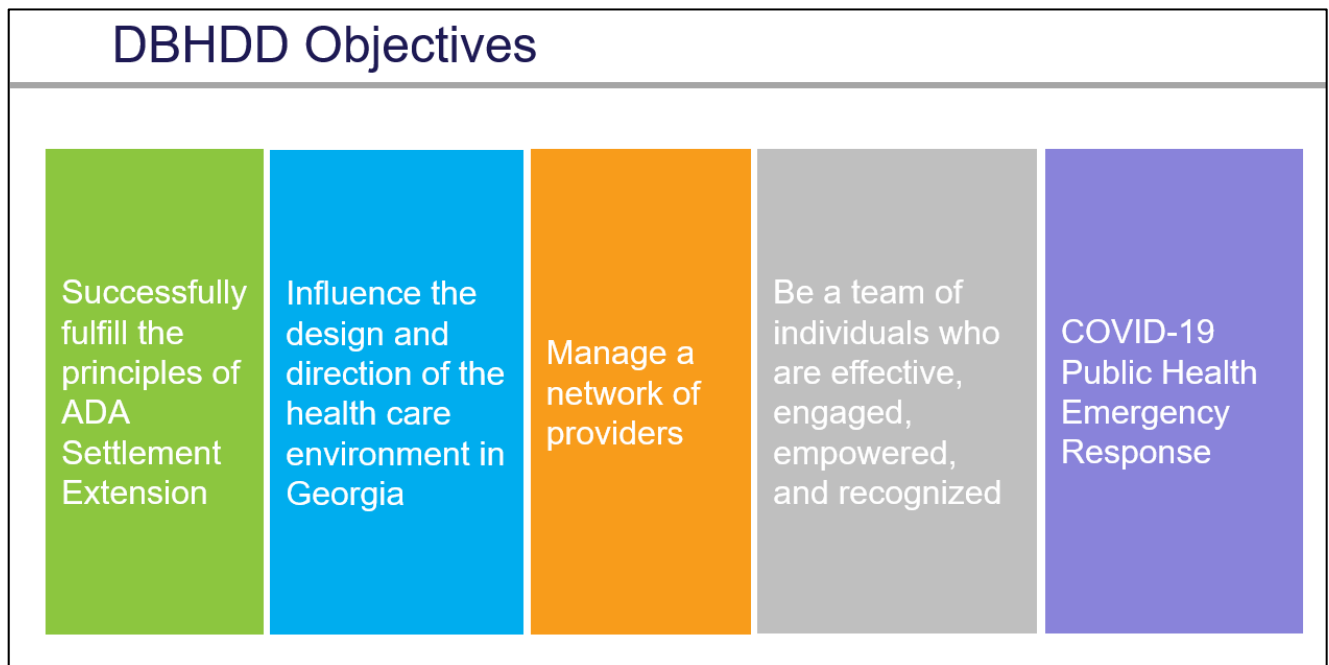 DBHDD Objectives
Successfully
fulfill the
principles of
ADA
Settlement
Extension
Influence the
design and
direction of the
health care
environment in
Georgia
Manage a
network of
providers
Be a team of
individuals who
are effective,
engaged,
empowered,
and recognized
COVID-19
Public Health
Emergency
Response